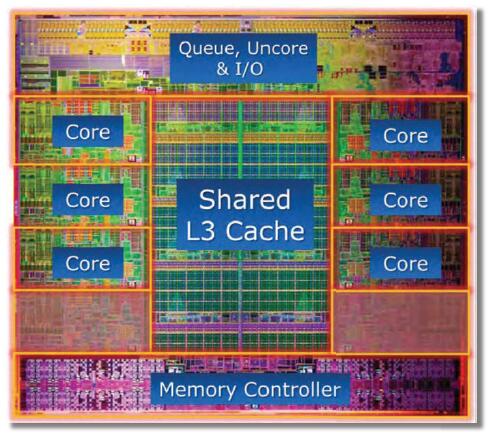 Queue, Uncore
& I/O
Core
Core
Shared
L3 Cache
Core
Core
Core
Core
Memory Controller